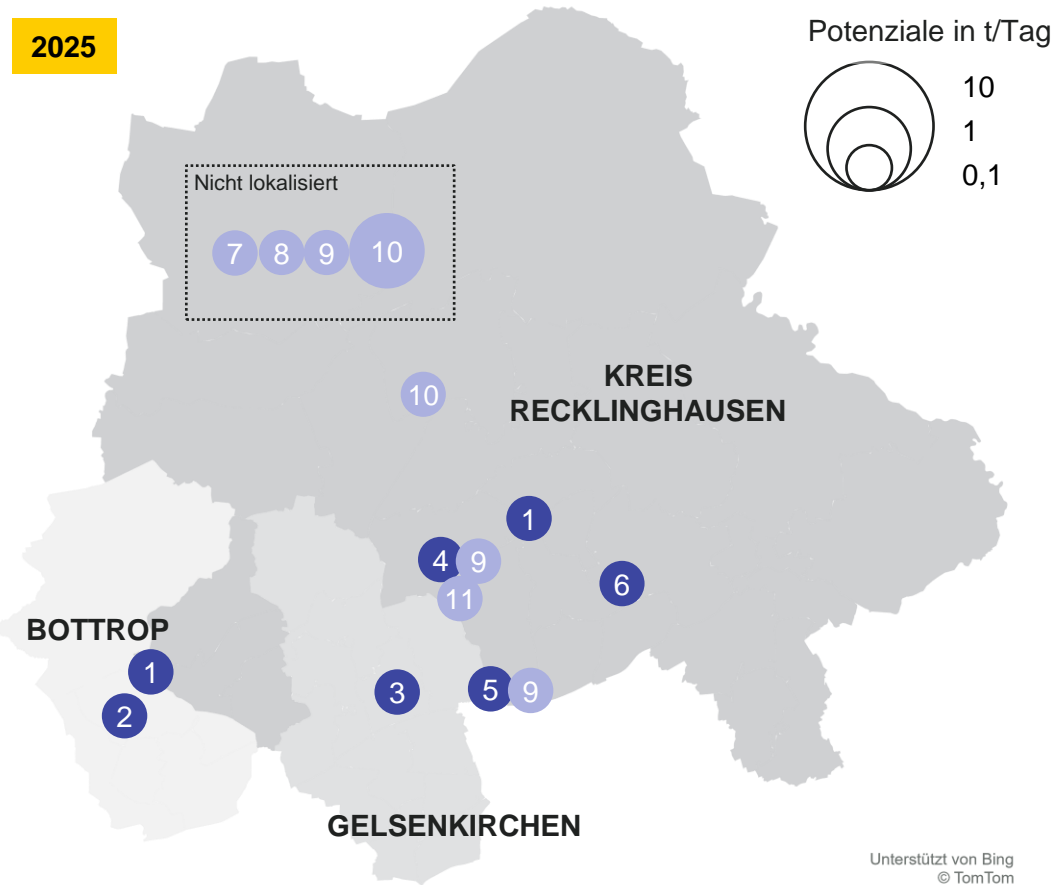 2025
Potenziale in t/Tag
10
1
0,1
Nicht lokalisiert
7 8 9 10
10
KREIS
RECKLINGHAUSEN
1
4 9
6
11
BOTTROP
1
2
3
5 9
GELSENKIRCHEN
Unterstützt von Bing
© TomTom